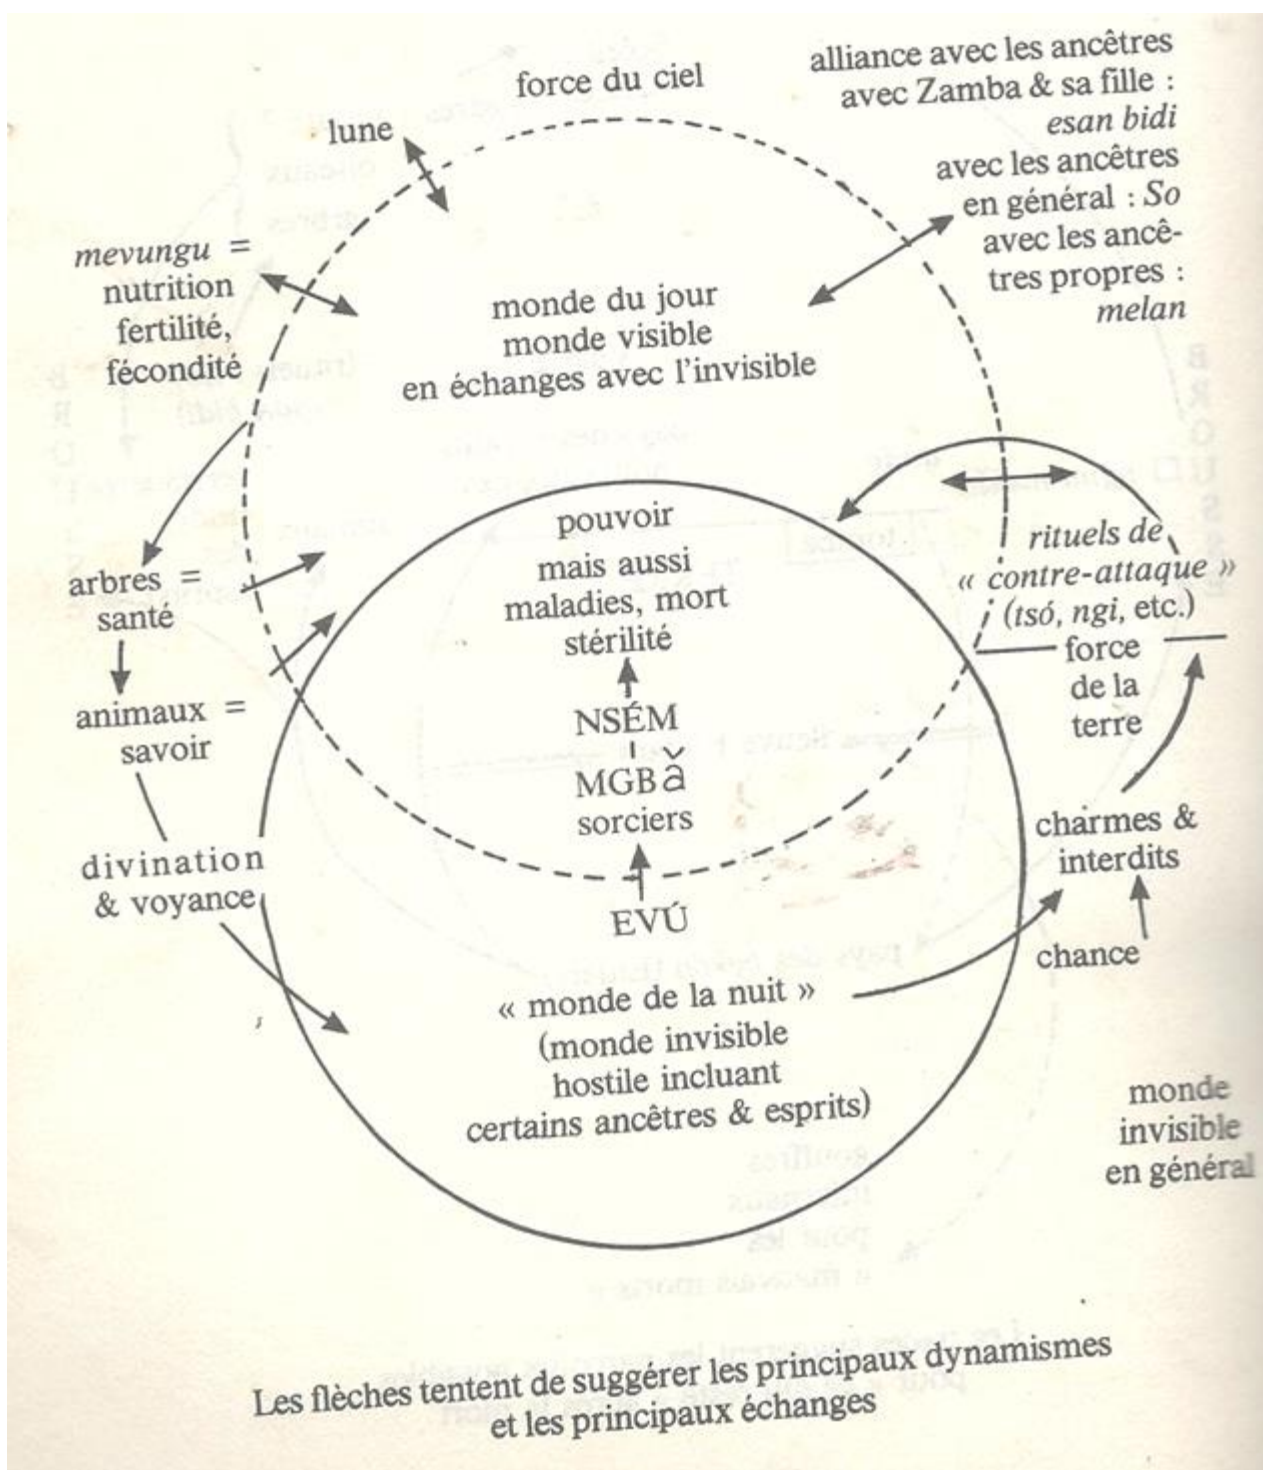 force du ciel
lune
alliance avec les ancêtres
avec Zamba & sa fille :
esan bidi
avec les ancêtres
en général : So
avec les ancê-
tres propres :
melan
mevungu =
nutrition
fertilité,
fécondité
monde du jour
monde visible
en échanges avec l'invisible
pouvoir
mais aussi
maladies, mort
stérilité
NSÉM
MGBǍ
sorciers
EVÚ
rituels de
« contre-attaque »
(tsó, ngi, etc.)
force
de la
terre
arbres =
santé
animaux =
savoir
divination
& voyance
charmes &
interdits
chance
« monde de la nuit »
(monde invisible
hostile incluant
certains ancêtres & esprits)
monde
invisible
en général
Les flèches tentent de suggérer les principaux dynamismes
et les principaux échanges